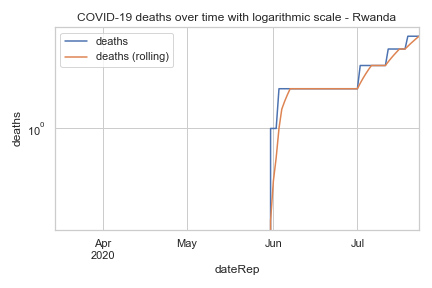 COVID-19 deaths over time with logarithmic scale - Rwanda
deaths
deaths (rolling)
deaths
10⁰
Apr May Jun Jul
2020
dateRep